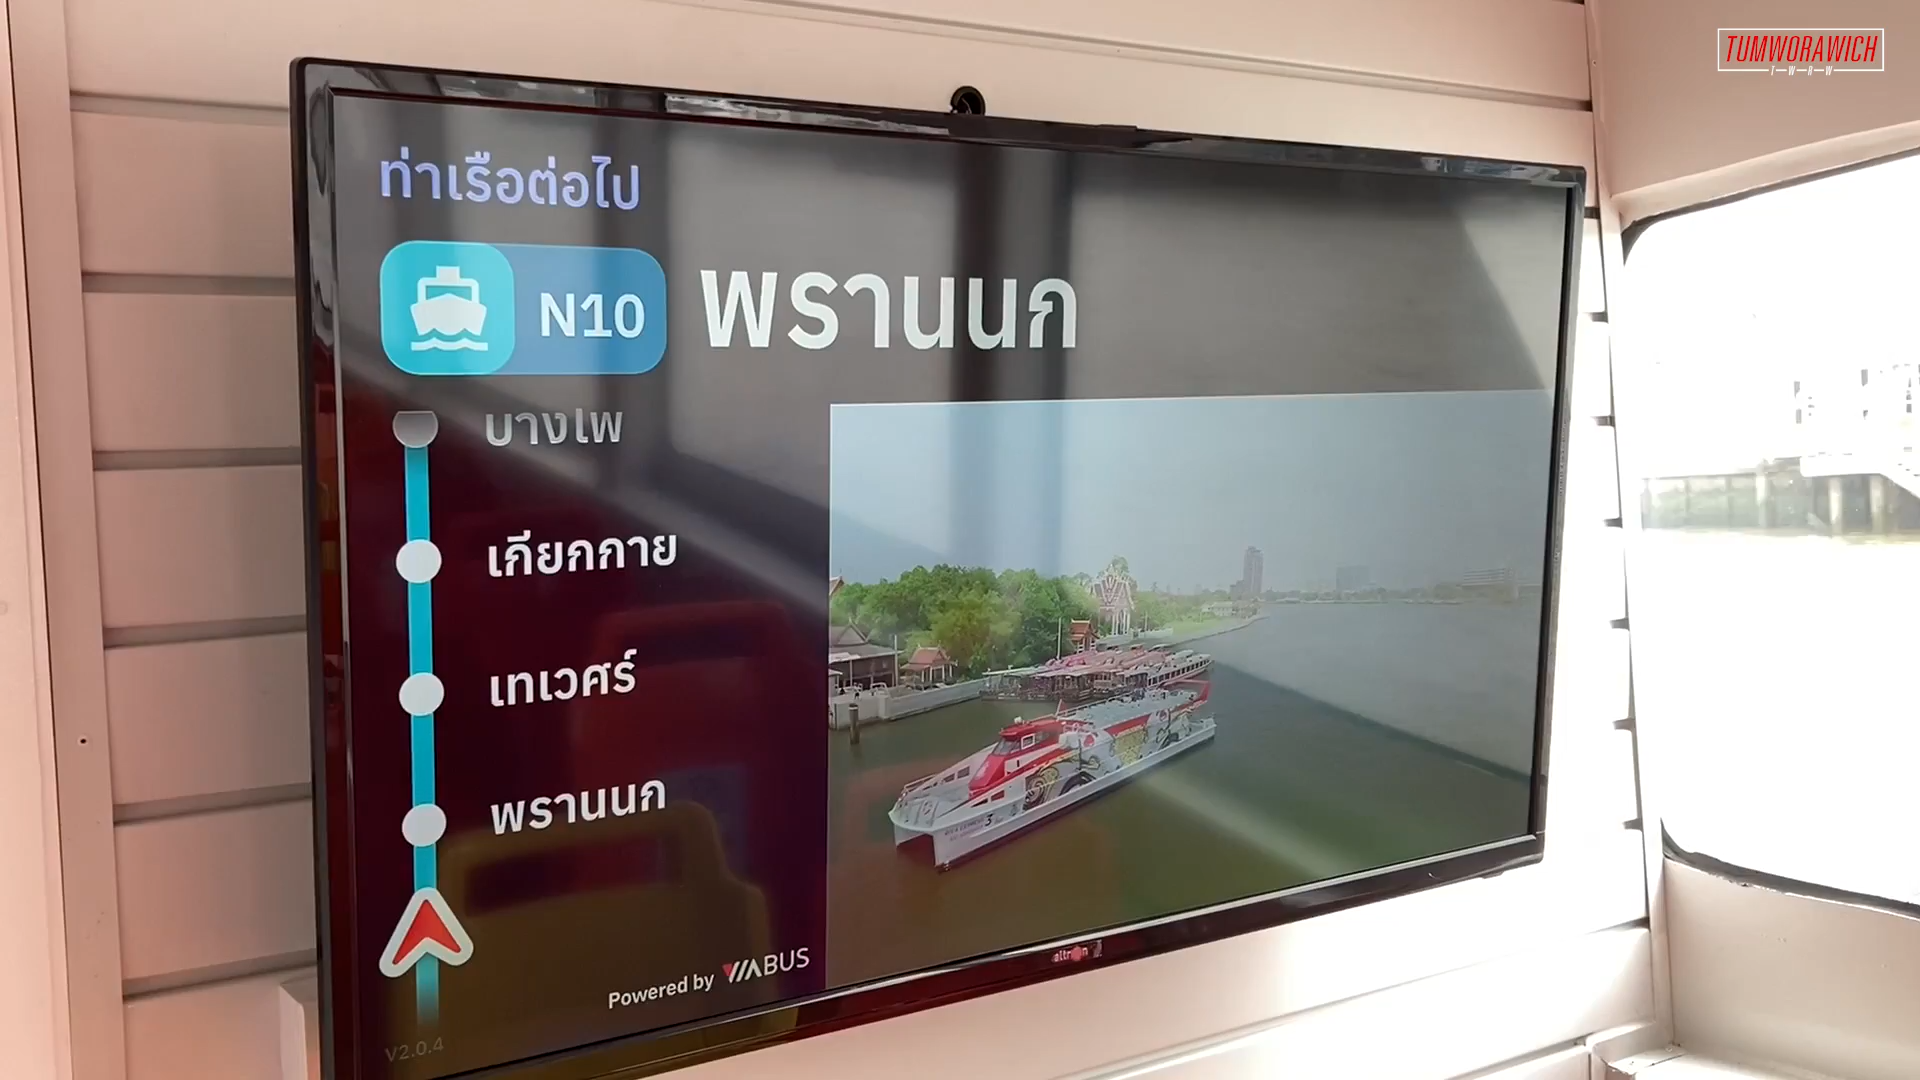 TUMWORAWICH
T—W—R—W
ท่าเรือต่อไป
N10 พรานนก
บางโพ
เกียกกาย
เทเวศร์
พรานนก
Powered by VIABUS
V2.0.4